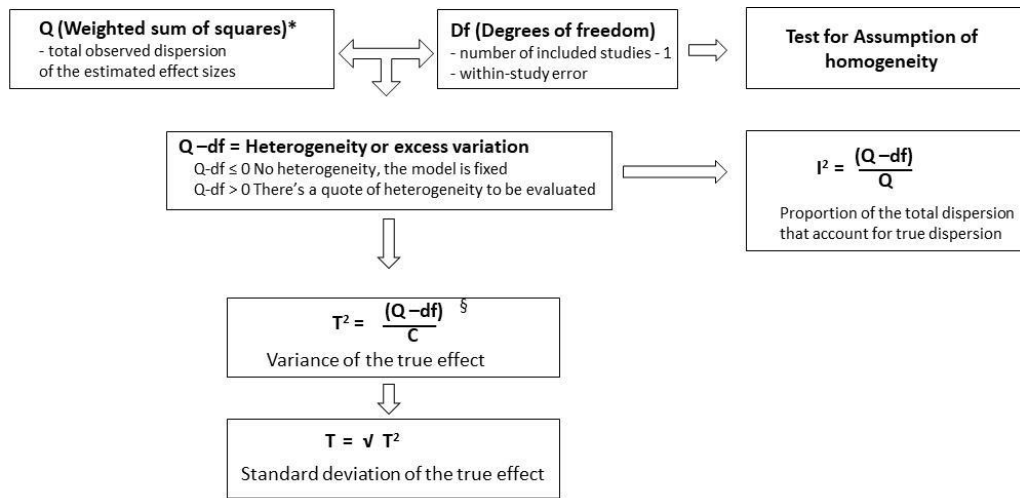 Q (Weighted sum of squares)*
- total observed dispersion
of the estimated effect sizes
Df (Degrees of freedom)
- number of included studies - 1
- within-study error
Test for Assumption of
homogeneity
Q –df = Heterogeneity or excess variation
Q-df ≤ 0 No heterogeneity, the model is fixed
Q-df > 0 There's a quote of heterogeneity to be evaluated
I² = (Q –df)
Q
Proportion of the total dispersion
that account for true dispersion
T² = (Q –df) §
C
Variance of the true effect
T = √ T²
Standard deviation of the true effect